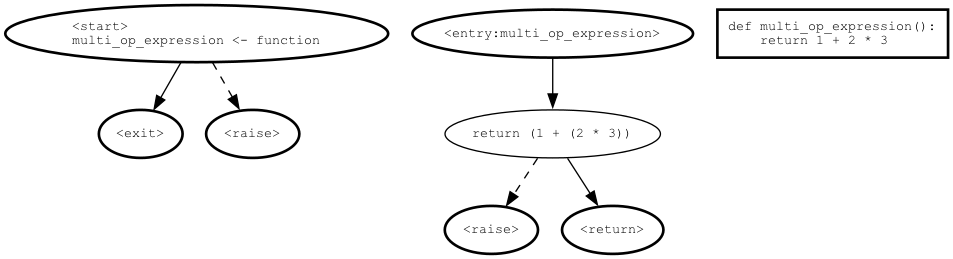 <start>
multi_op_expression <- function
<exit>
<raise>
<entry:multi_op_expression>
return (1 + (2 * 3))
<raise>
<return>
def multi_op_expression():
    return 1 + 2 * 3